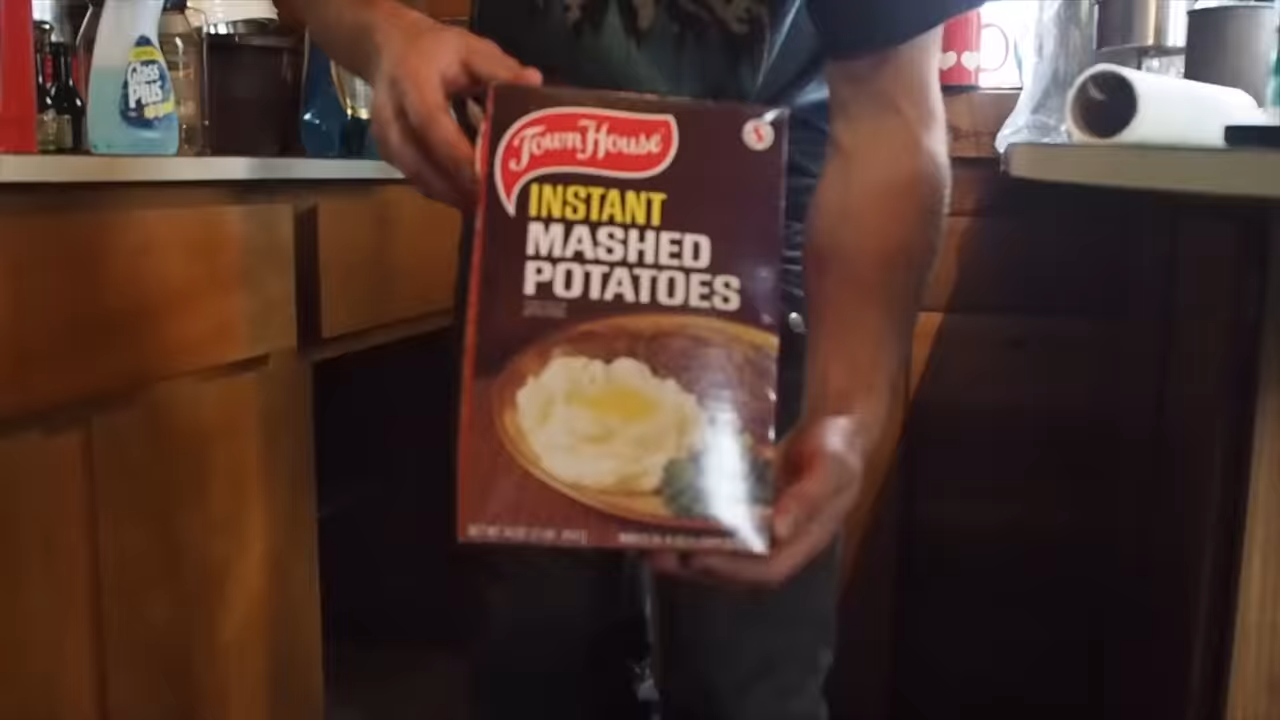 Glass
Plus
Town House
INSTANT
MASHED
POTATOES